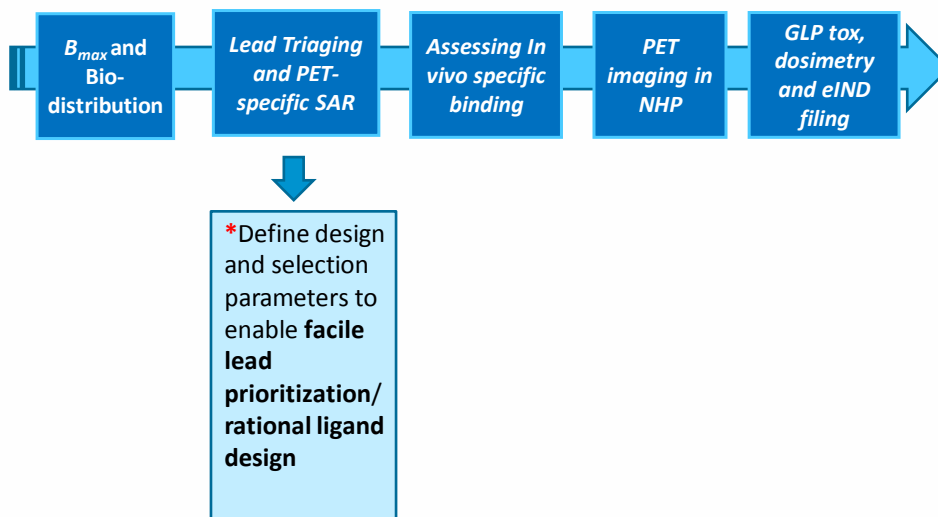 B_max and
Bio-
distribution
Lead Triaging
and PET-
specific SAR
Assessing In
vivo specific
binding
PET
imaging in
NHP
GLP tox,
dosimetry
and eIND
filing
*Define design
and selection
parameters to
enable facile
lead
prioritization/
rational ligand
design